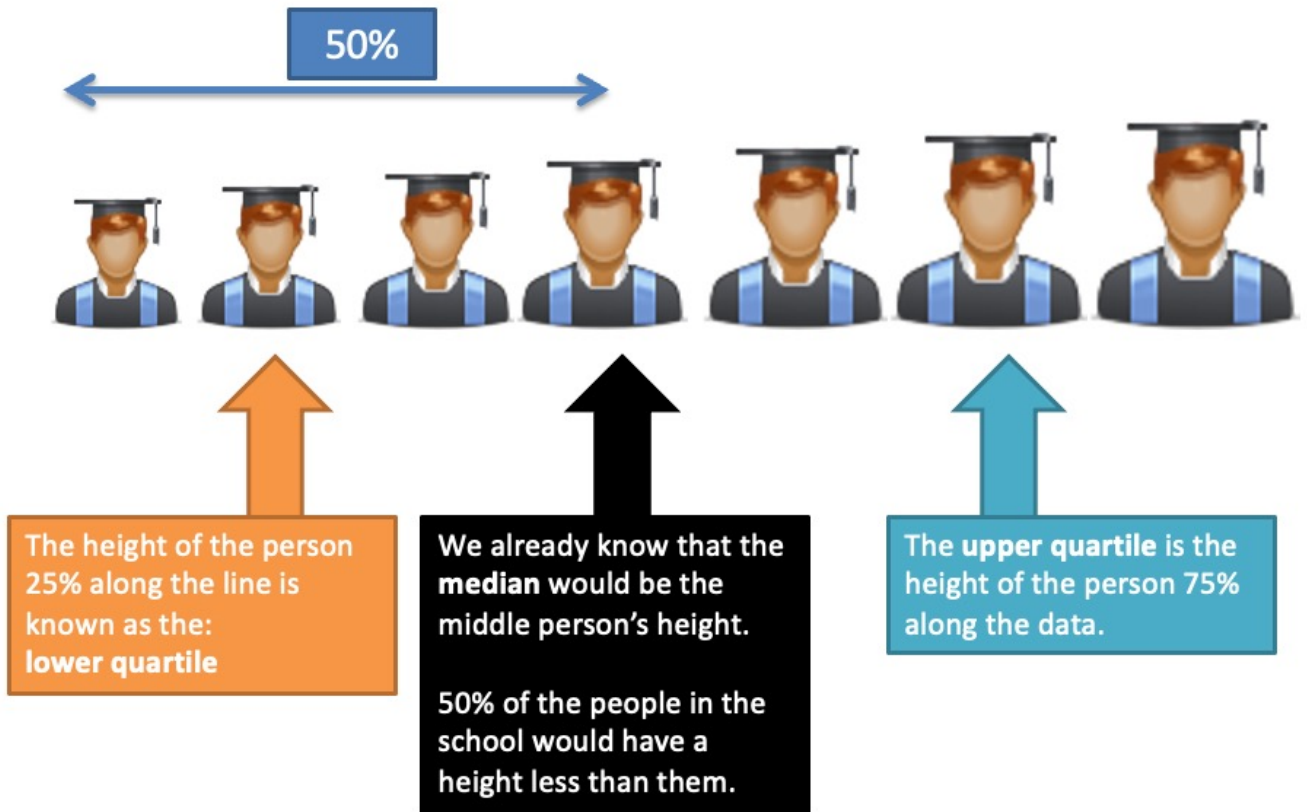 50%
The height of the person
25% along the line is
known as the:
lower quartile
We already know that the
median would be the
middle person’s height.
50% of the people in the
school would have a
height less than them.
The upper quartile is the
height of the person 75%
along the data.